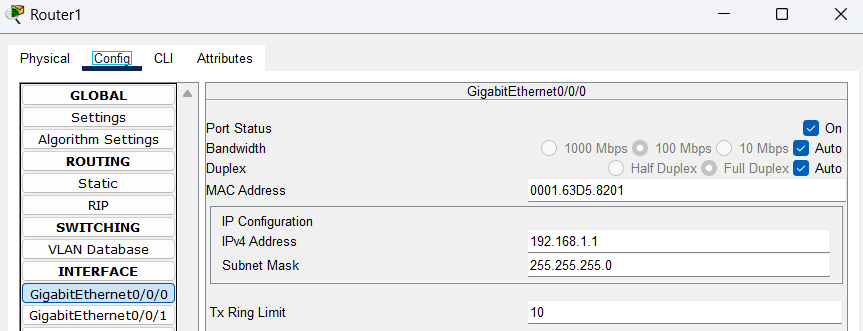 Router1
Physical Config CLI Attributes
GLOBAL
Settings
Algorithm Settings
ROUTING
Static
RIP
SWITCHING
VLAN Database
INTERFACE
GigabitEthernet0/0/0
GigabitEthernet0/0/1
GigabitEthernet0/0/0
Port Status On
Bandwidth 1000 Mbps 100 Mbps 10 Mbps Auto
Duplex Half Duplex Full Duplex Auto
MAC Address 0001.63D5.8201
IP Configuration
IPv4 Address 192.168.1.1
Subnet Mask 255.255.255.0
Tx Ring Limit 10